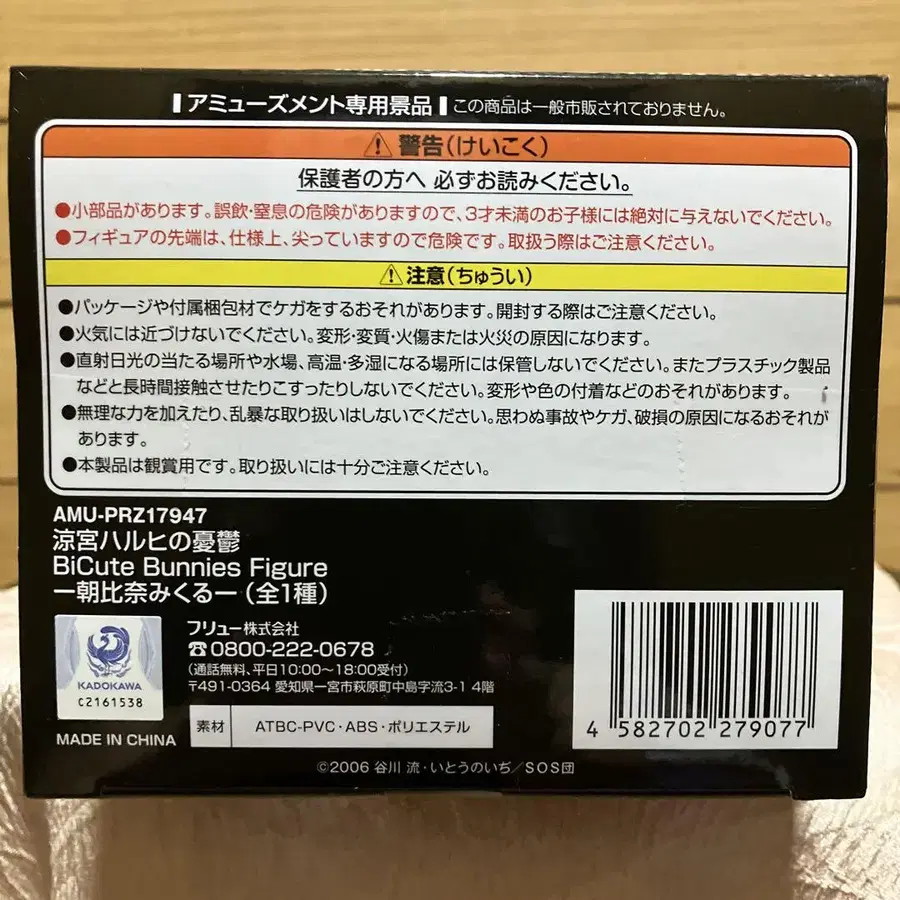 アミューズメント専用景品 この商品は一般市販されておりません。
警告(けいこく)
保護者の方へ 必ずお読みください。
●小部品があります。誤飲・窒息の危険がありますので、3才未満のお子様には絶対に与えないでください。
●フィギュアの先端は、仕様上、尖っていますので危険です。取扱う際はご注意ください。
注意(ちゅうい)
●パッケージや付属梱包材でケガをするおそれがあります。開封する際はご注意ください。
●火気には近づけないでください。変形・変質・火傷または火災の原因になります。
●直射日光の当たる場所や水場、高温・多湿になる場所には保管しないでください。またプラスチック製品
などと長時間接触させたりこすったりしないでください。変形や色の付着などのおそれがあります。
●無理な力を加えたり、乱暴な取り扱いはしないでください。思わぬ事故やケガ、破損の原因になるおそれが
あります。
●本製品は観賞用です。取り扱いには十分ご注意ください。
AMU-PRZ17947
涼宮ハルヒの憂鬱
BiCute Bunnies Figure
ー朝比奈みくるー(全1種)
フリュー株式会社
☎0800-222-0678
(通話無料、平日10:00〜18:00受付)
〒491-0364 愛知県一宮市萩原町中島字流3-1 4階
KADOKAWA
C2161538
MADE IN CHINA
素材 ATBC-PVC・ABS・ポリエステル
4 582702 279077
©2006 谷川 流・いとうのいぢ/SOS団